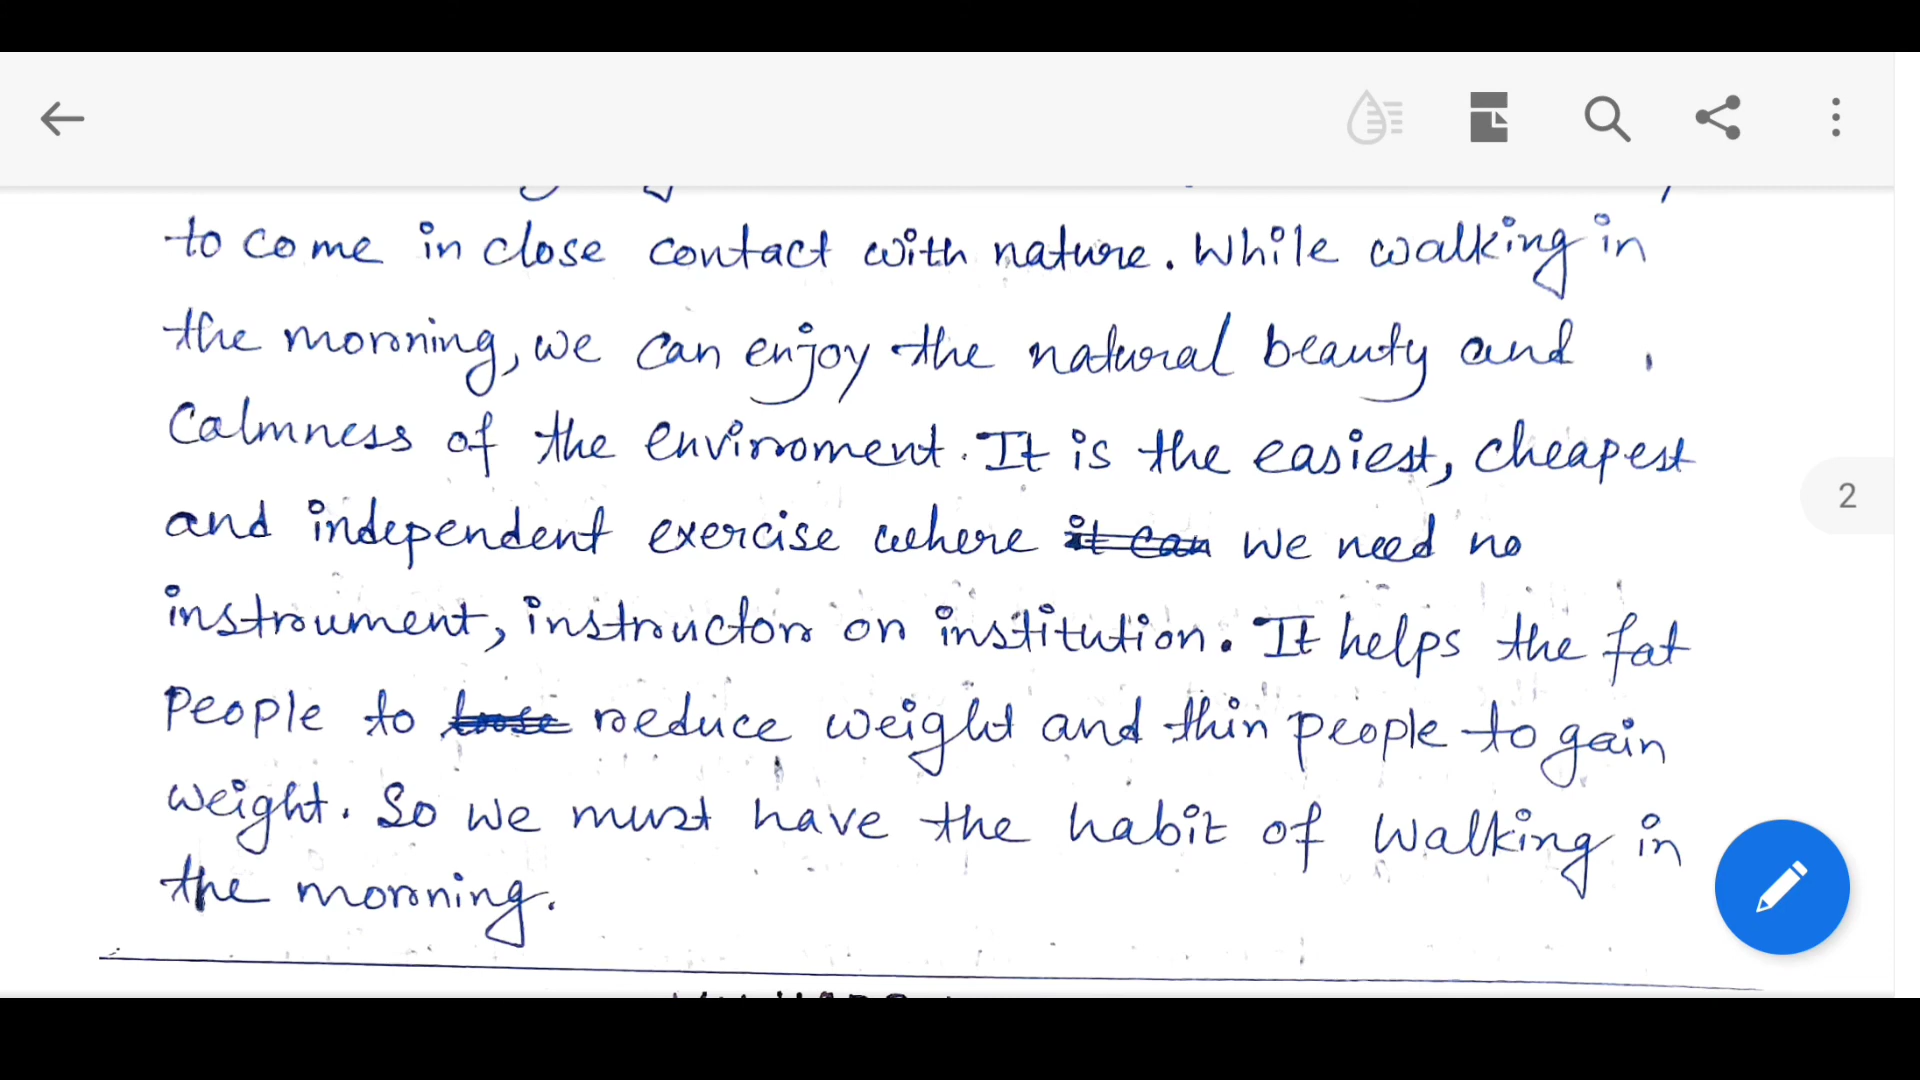 to come in close contact with nature. While walking in
the morning, we can enjoy the natural beauty and
Calmness of the enviroment. It is the easiest, cheapest
and independent exercise where it can we need no
instrument, instructor or institution. It helps the fat
People to loose reduce weight and thin people to gain
weight. So we must have the habit of walking in
the morning.
2